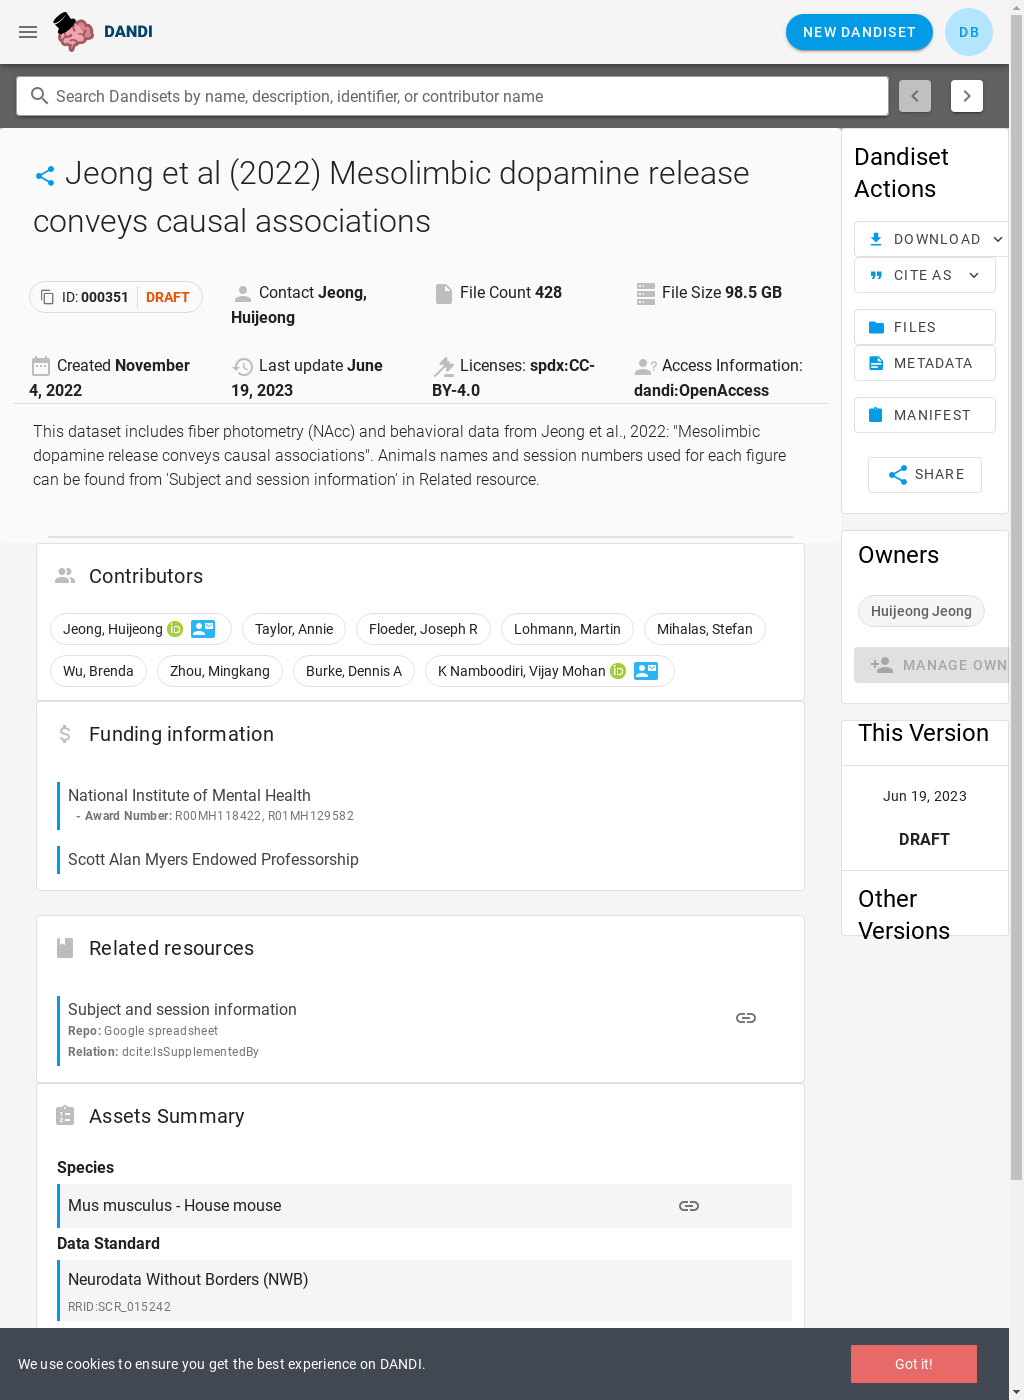 DANDI
NEW DANDISET
DB
Search Dandisets by name, description, identifier, or contributor name
Jeong et al (2022) Mesolimbic dopamine release
conveys causal associations
ID: 000351 DRAFT
Contact Jeong,
Huijeong
File Count 428
File Size 98.5 GB
Created November
4, 2022
Last update June
19, 2023
Licenses: spdx:CC-
BY-4.0
Access Information:
dandi:OpenAccess
This dataset includes fiber photometry (NAcc) and behavioral data from Jeong et al., 2022: "Mesolimbic
dopamine release conveys causal associations". Animals names and session numbers used for each figure
can be found from 'Subject and session information' in Related resource.
Contributors
Jeong, Huijeong iD Taylor, Annie Floeder, Joseph R Lohmann, Martin Mihalas, Stefan
Wu, Brenda Zhou, Mingkang Burke, Dennis A K Namboodiri, Vijay Mohan iD
Funding information
National Institute of Mental Health
- Award Number: R00MH118422, R01MH129582
Scott Alan Myers Endowed Professorship
Related resources
Subject and session information
Repo: Google spreadsheet
Relation: dcite:IsSupplementedBy
Assets Summary
Species
Mus musculus - House mouse
Data Standard
Neurodata Without Borders (NWB)
RRID:SCR_015242
Dandiset
Actions
DOWNLOAD
CITE AS
FILES
METADATA
MANIFEST
SHARE
Owners
Huijeong Jeong
MANAGE OWN
This Version
Jun 19, 2023
DRAFT
Other
Versions
We use cookies to ensure you get the best experience on DANDI.
Got it!